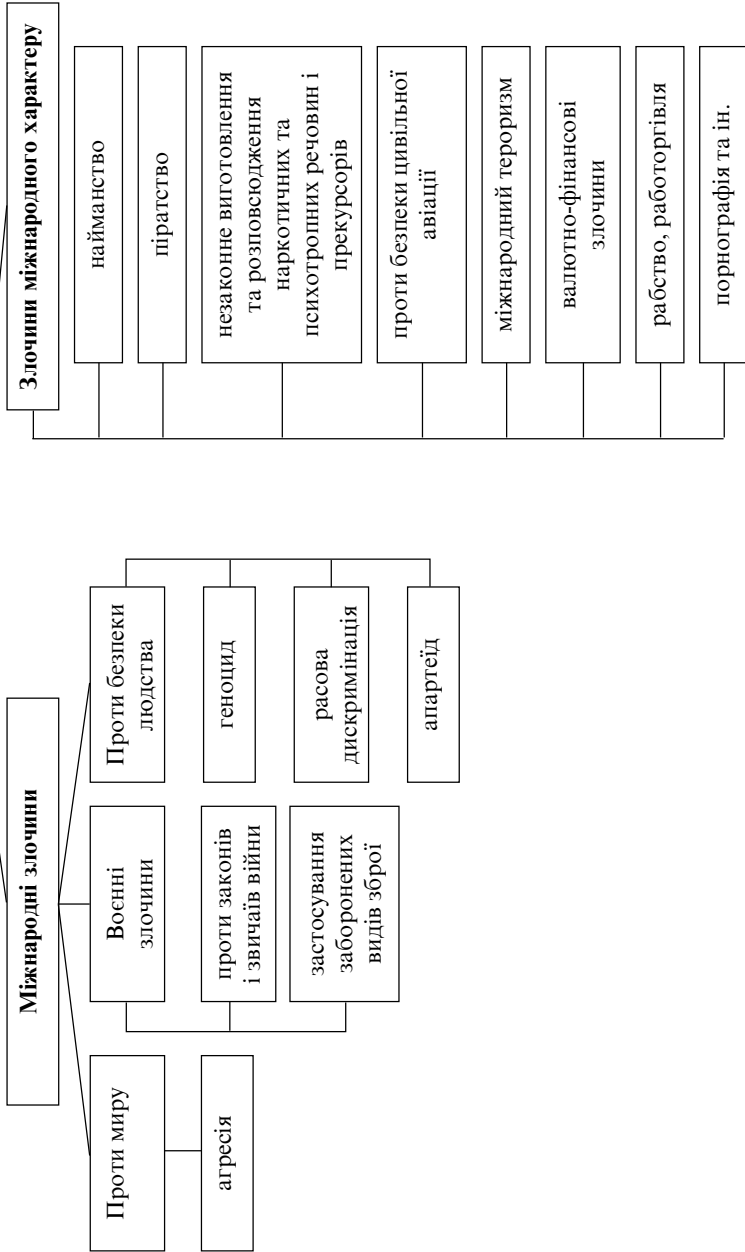 Міжнародні злочини
Проти миру
агресія
Воєнні
злочини
проти законів
і звичаїв війни
застосування
заборонених
видів зброї
Проти безпеки
людства
геноцид
расова
дискримінація
апартеїд
Злочини міжнародного характеру
найманство
піратство
незаконне виготовлення
та розповсюдження
наркотичних та
психотропних речовин і
прекурсорів
проти безпеки цивільної
авіації
міжнародний тероризм
валютно-фінансові
злочини
рабство, работоргівля
порнографія та ін.